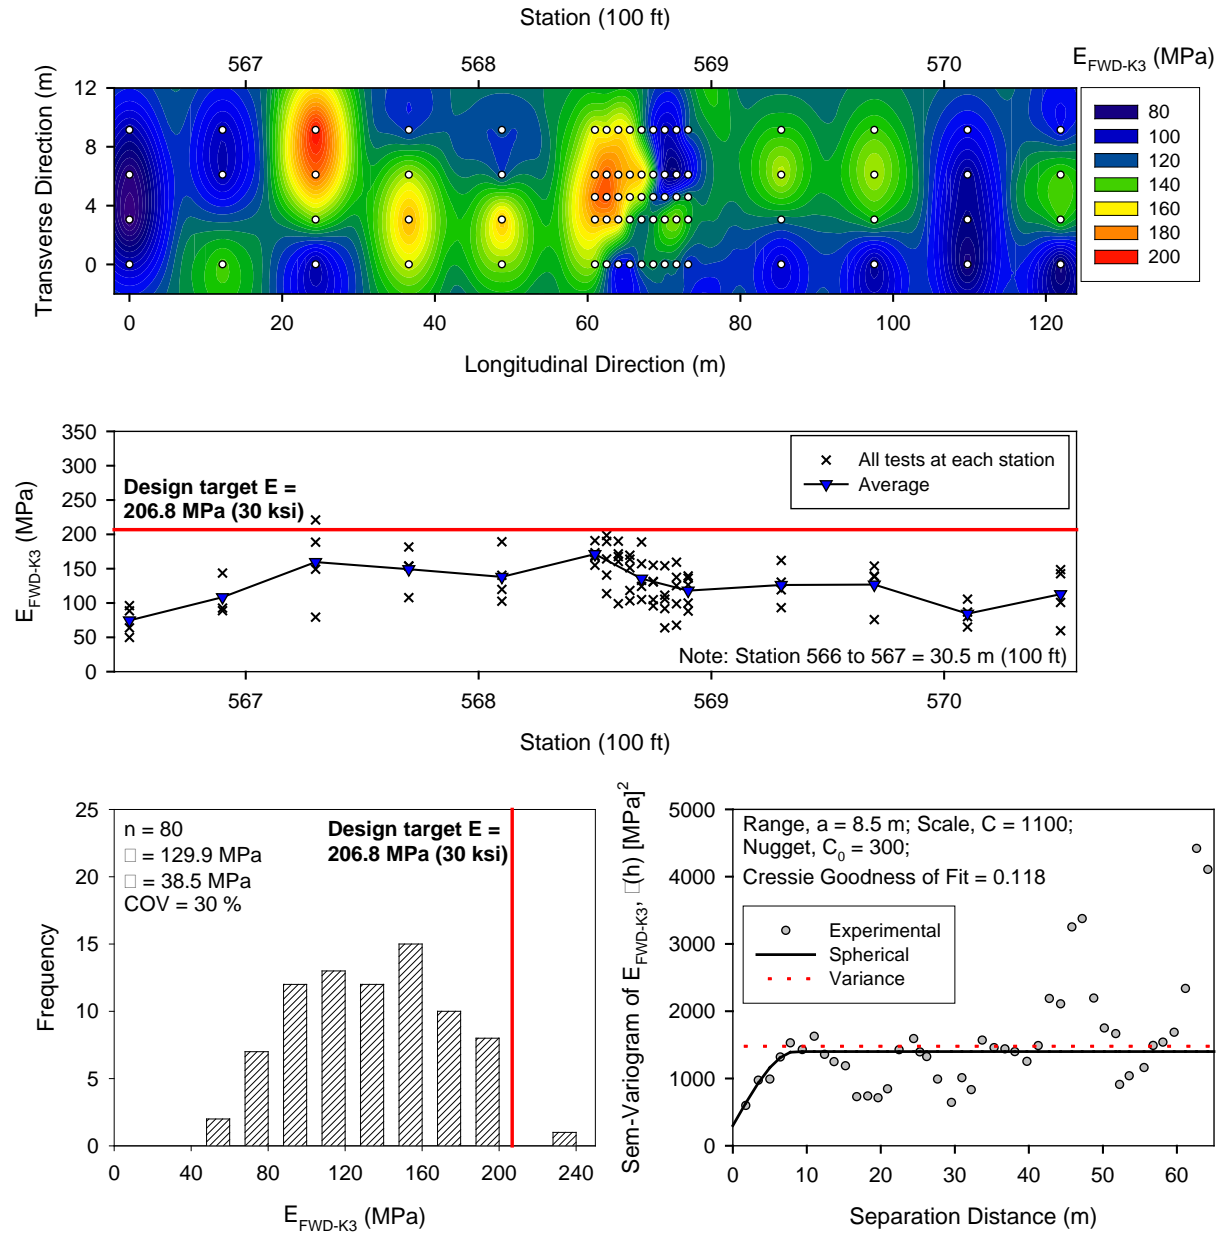 Station (100 ft)
567 568 569 570
E_FWD-K3 (MPa)
Transverse Direction (m)
12
8
4
0
80
100
120
140
160
180
200
0 20 40 60 80 100 120
Longitudinal Direction (m)
E_FWD-K3 (MPa)
350
300
250
200
150
100
50
0
Design target E =
206.8 MPa (30 ksi)
All tests at each station
Average
Note: Station 566 to 567 = 30.5 m (100 ft)
567 568 569 570
Station (100 ft)
Frequency
25
20
15
10
5
0
n = 80
□ = 129.9 MPa
□ = 38.5 MPa
COV = 30 %
Design target E =
206.8 MPa (30 ksi)
0 40 80 120 160 200 240
E_FWD-K3 (MPa)
Sem-Variogram of E_FWD-K3, □(h) [MPa]²
5000
4000
3000
2000
1000
0
Range, a = 8.5 m; Scale, C = 1100;
Nugget, C₀ = 300;
Cressie Goodness of Fit = 0.118
Experimental
Spherical
Variance
0 10 20 30 40 50 60
Separation Distance (m)